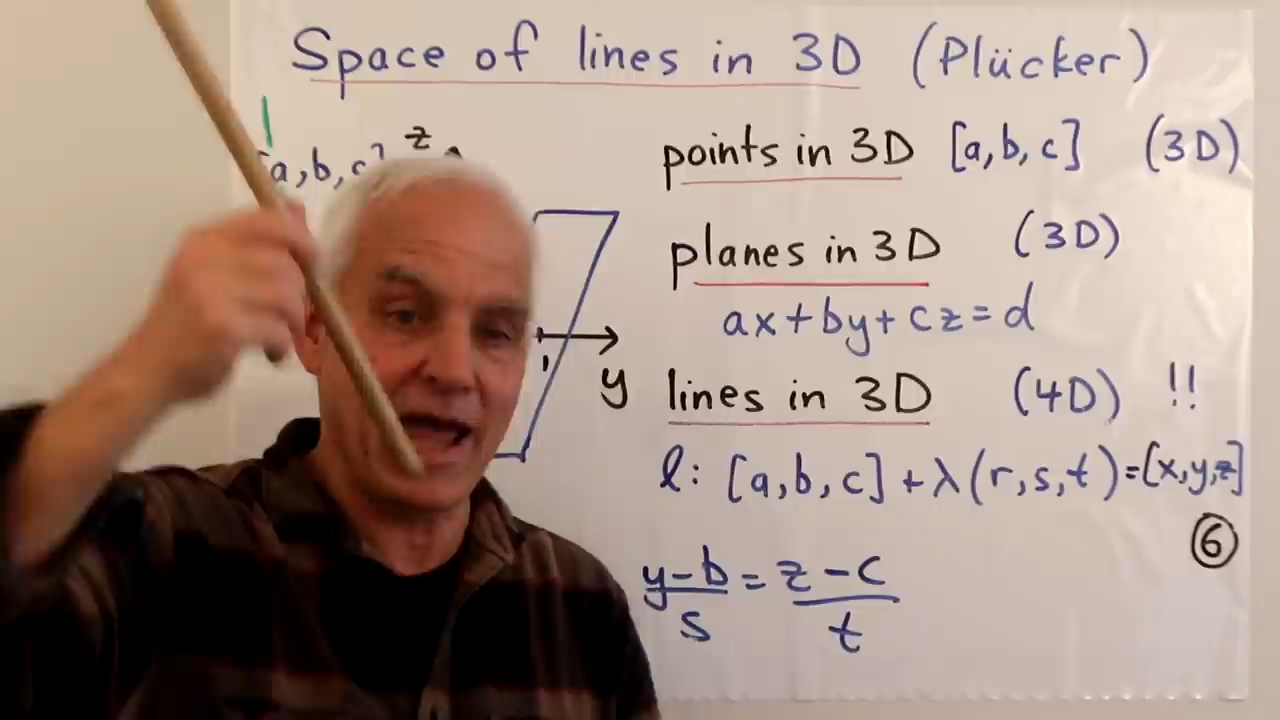 Space of lines in 3D (Plücker)
a,b,c] z
points in 3D [a,b,c] (3D)
planes in 3D (3D)
ax+by+cz=d
y
lines in 3D (4D) !!
l: [a,b,c]+λ(r,s,t)=[x,y,z]
6
y-b/s = z-c/t